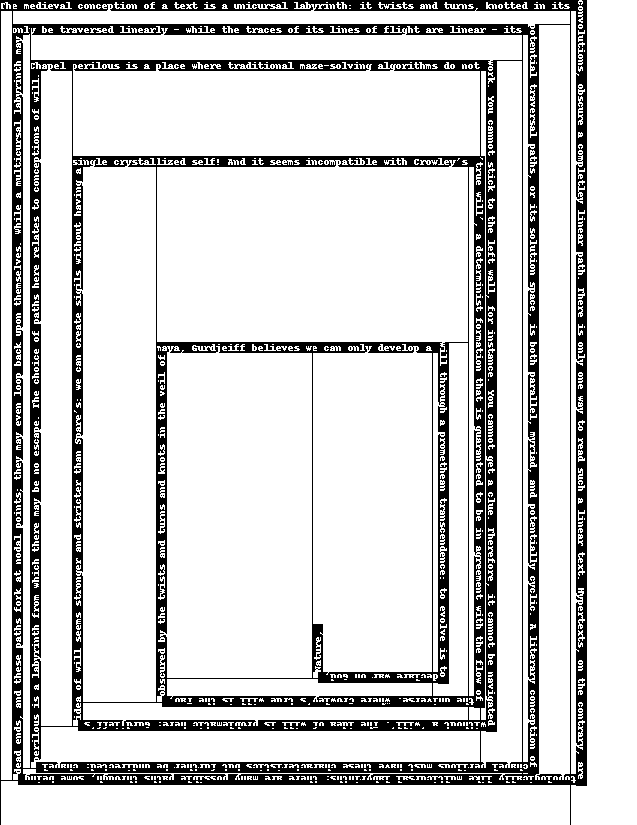 The medieval conception of a text is a unicursal labyrinth: it twists and turns, knotted in its
convolutions, obscure a completley linear path. There is only one way to read such a linear text. Hypertexts, on the contrary, are
topologically like multicursal labyrinths: there are many possible paths through, some being
dead ends, and these paths fork at nodal points; they may even loop back upon themselves. While a multicursal labyrinth may
only be traversed linearly - while the traces of its lines of flight are linear - its
potential traversal paths, or its solution space, is both parallel, myriad, and potentially cyclic. A literary conception of
Chapel perilous must have these characteristics but further be undirected: chapel
perilous is a labyrinth from which there may be no escape. The choice of paths here relates to conceptions of will.
Chapel perilous is a place where traditional maze-solving algorithms do not
work. You cannot stick to the left wall, for instance. You cannot get a clue. Therefore, it cannot be navigated
without a 'will'. The idea of will is problematic here: Gurdjieff's
idea of will seems stronger and stricter than Spare's: we can create sigils without having a
single crystallized self! And it seems incompatible with Crowley's
'true will', a determinist formation that is guaranteed to be in agreement with the flow of
the universe. Where Crowley's true will is the Tao,
obscured by the twists and turns and knots in the veil of
maya, Gurdjeiff believes we can only develop a
will through a promethean transcendence: to evolve is to
declare war on God,
Nature,